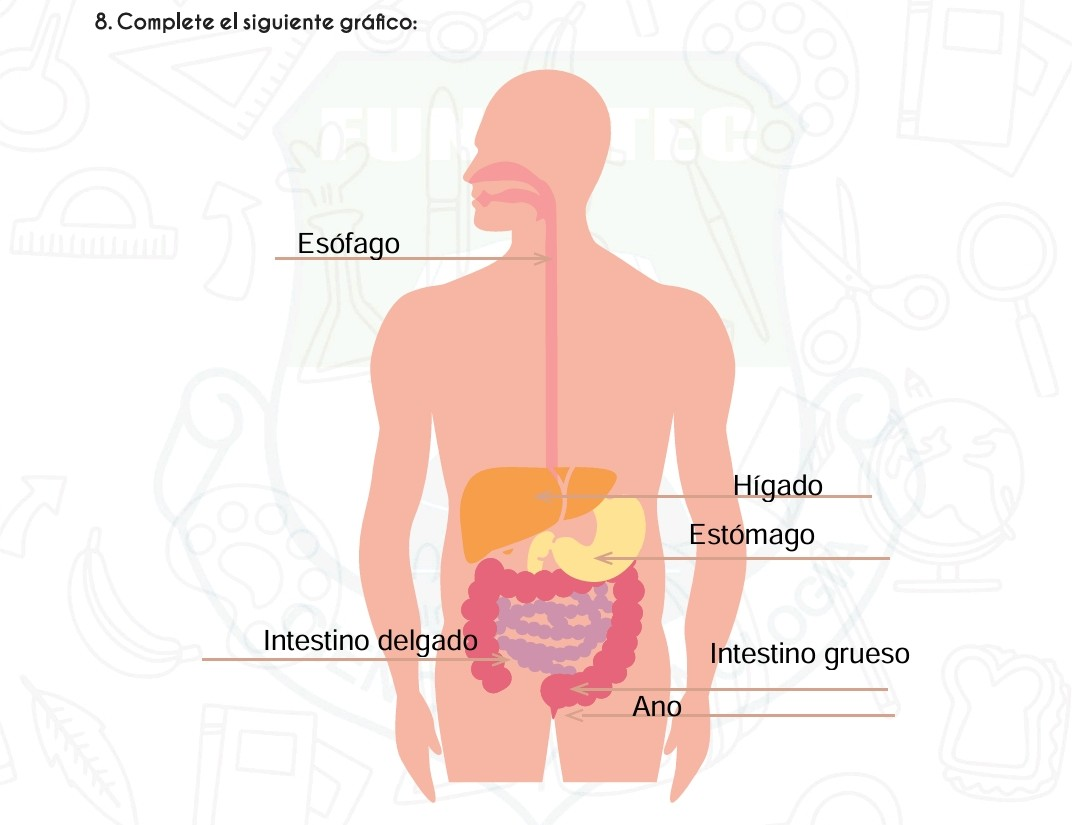 8. Complete el siguiente gráfico:
Esófago
Hígado
Estómago
Intestino delgado
Intestino grueso
Ano